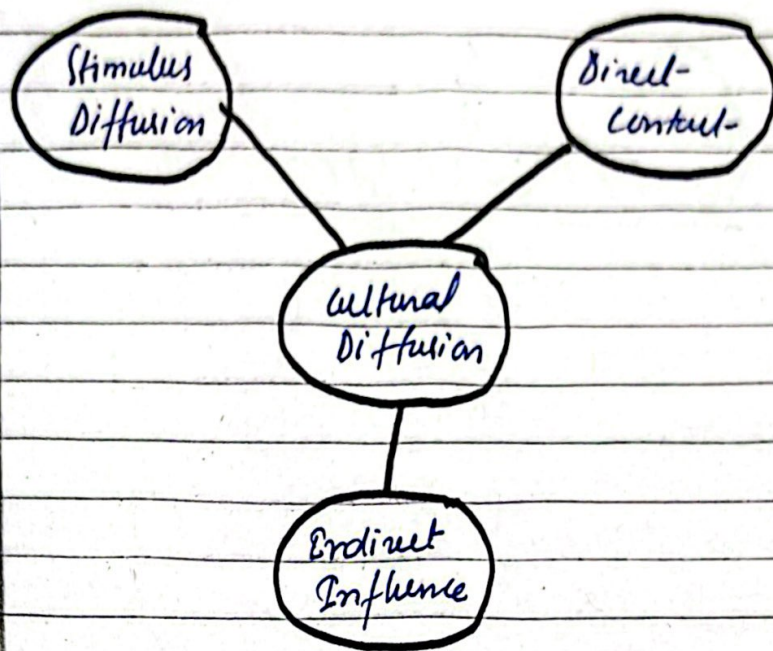 Stimulus
Diffusion
Direct
Contact
Cultural
Diffusion
Indirect
Influence